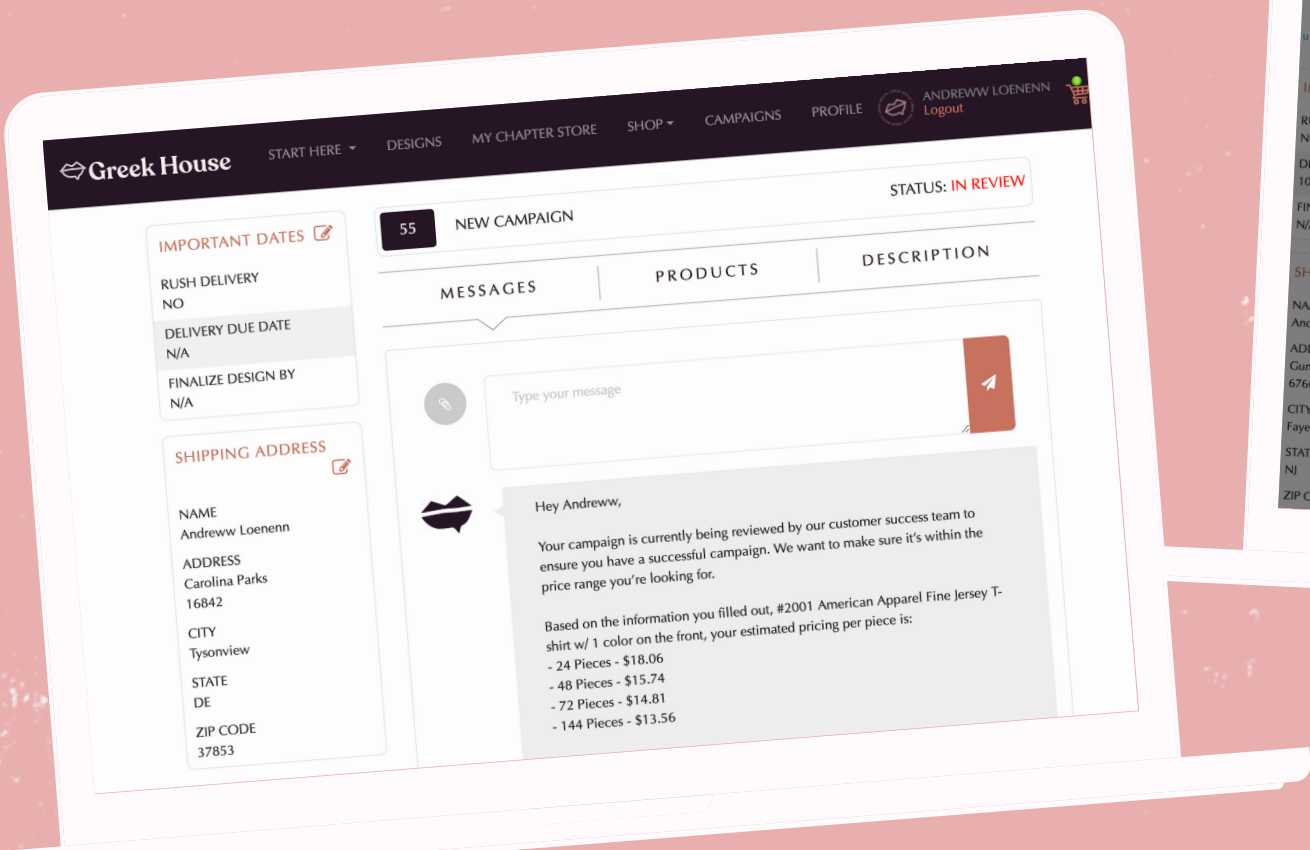 Greek House
START HERE
DESIGNS
MY CHAPTER STORE
SHOP
CAMPAIGNS
PROFILE
ANDREWW LOENENN
Logout
0
IMPORTANT DATES
RUSH DELIVERY
NO
DELIVERY DUE DATE
N/A
FINALIZE DESIGN BY
N/A
SHIPPING ADDRESS
NAME
Andreww Loenenn
ADDRESS
Carolina Parks
16842
CITY
Tysonview
STATE
DE
ZIP CODE
37853
55
NEW CAMPAIGN
STATUS: IN REVIEW
MESSAGES
PRODUCTS
DESCRIPTION
Type your message
Hey Andreww,
Your campaign is currently being reviewed by our customer success team to
ensure you have a successful campaign. We want to make sure it's within the
price range you're looking for.
Based on the information you filled out, #2001 American Apparel Fine Jersey T-
shirt w/ 1 color on the front, your estimated pricing per piece is:
- 24 Pieces - $18.06
- 48 Pieces - $15.74
- 72 Pieces - $14.81
- 144 Pieces - $13.56
NJ